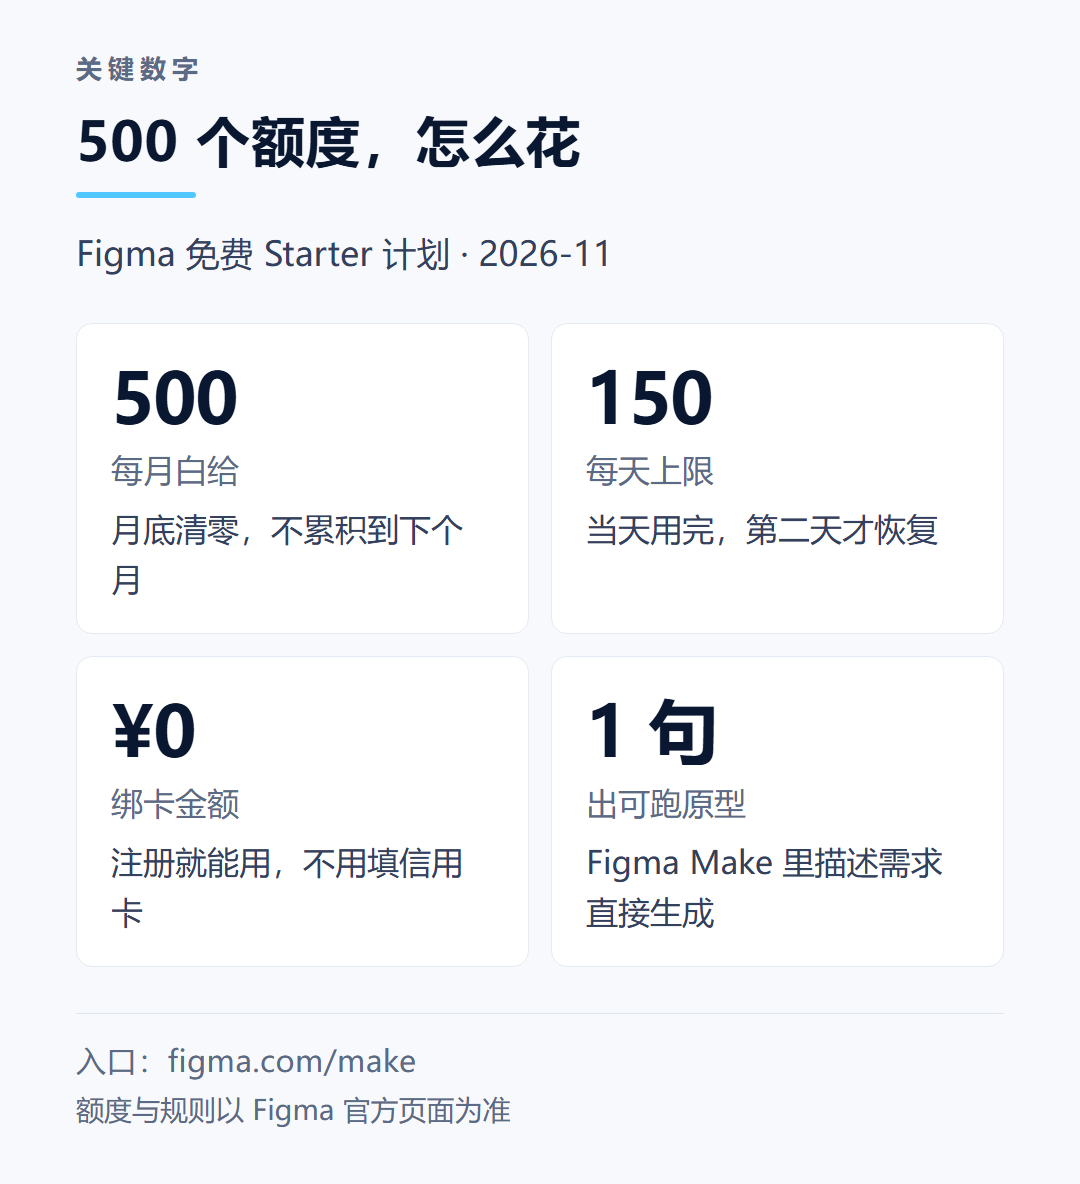 关键数字
500 个额度，怎么花
Figma 免费 Starter 计划 · 2026-11
500
每月白给
月底清零，不累积到下个
月
150
每天上限
当天用完，第二天才恢复
¥0
绑卡金额
注册就能用，不用填信用
卡
1 句
出可跑原型
Figma Make 里描述需求
直接生成
入口：figma.com/make
额度与规则以 Figma 官方页面为准